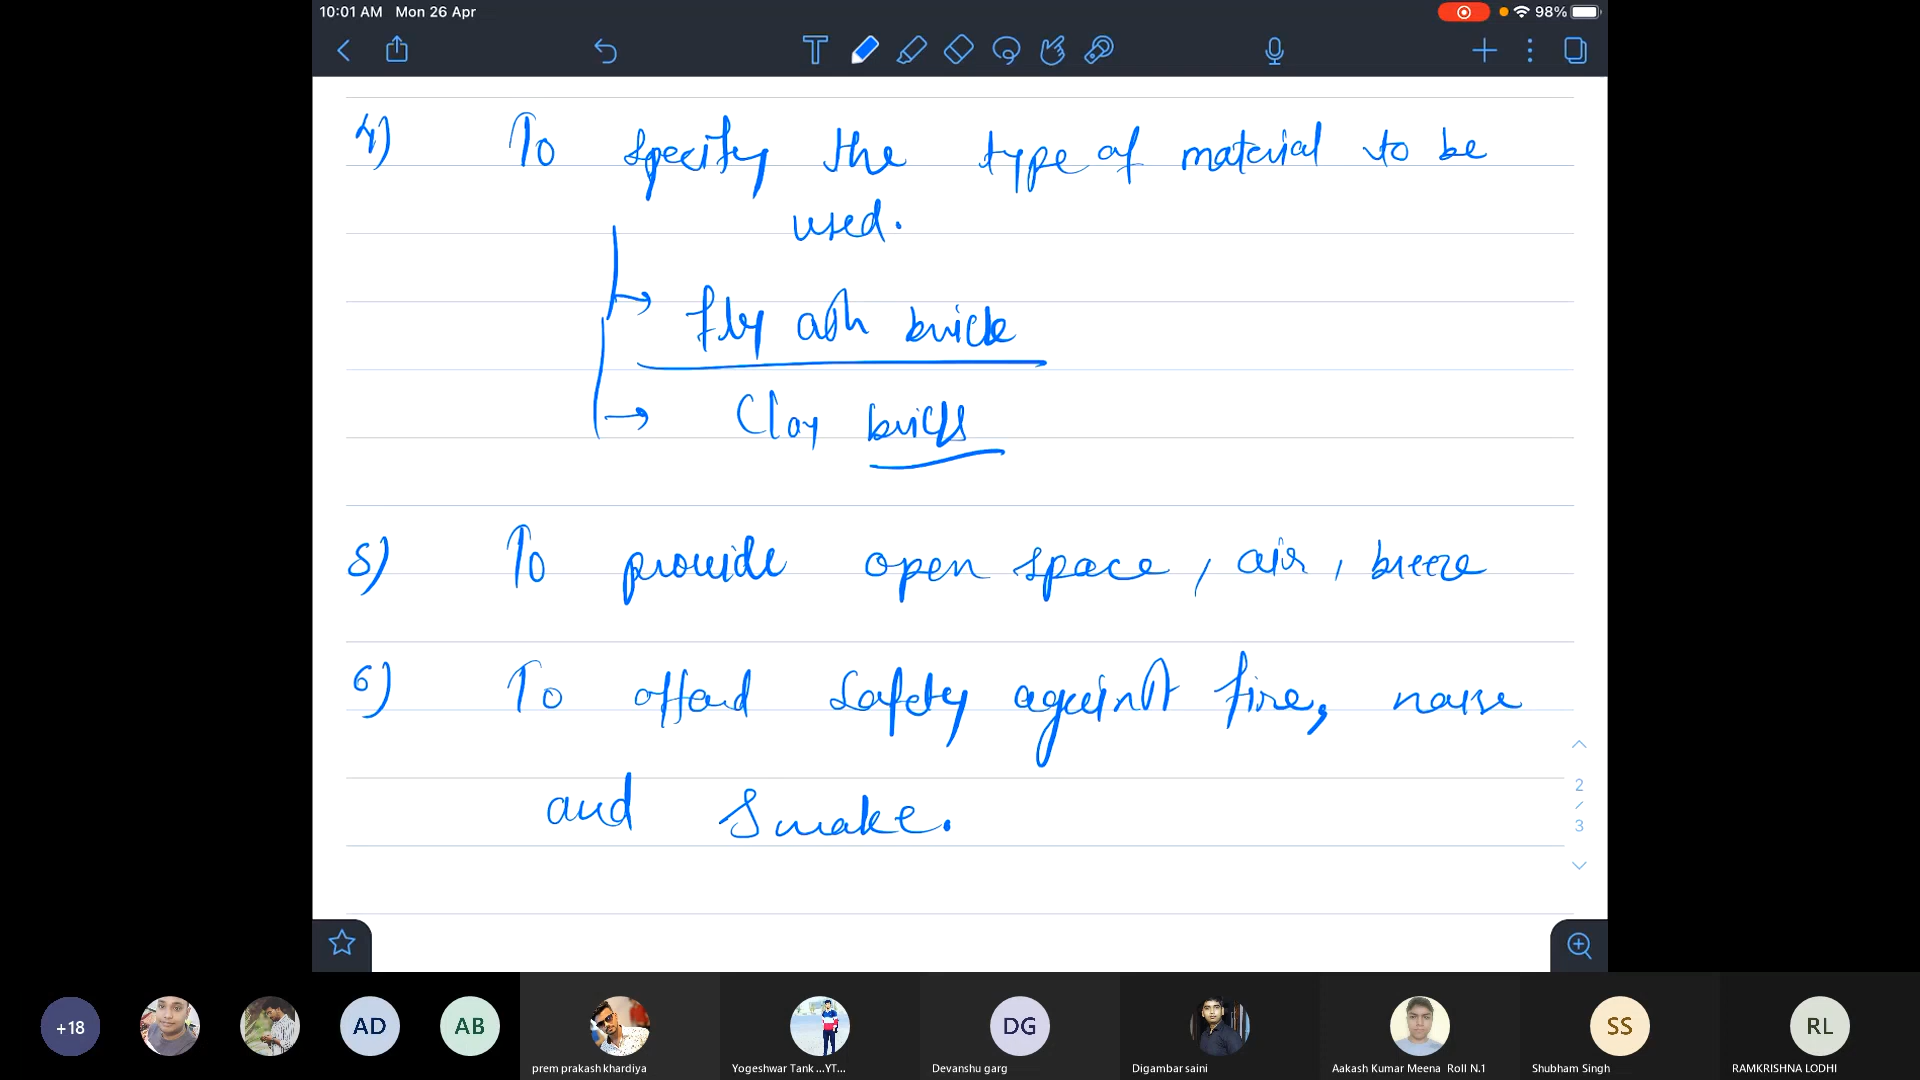 10:01 AM Mon 26 Apr 98%
T
4) To specify the type of material to be
used.
→ Fly ash brick
→ Clay bricks
5) To provide open space, air, breeze
6) To afford safety against fire, noise
and smoke.
2
/
3
+18 AD AB DG SS RL
prem prakash khardiya Yogeshwar Tank ...YT... Devanshu garg Digambar saini Aakash Kumar Meena Roll N.1 Shubham Singh RAMKRISHNA LODHI